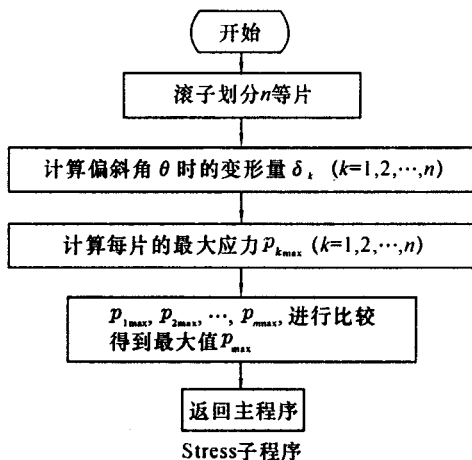 开始
滚子划分n等片
计算偏斜角θ时的变形量δₖ (k=1,2,…,n)
计算每片的最大应力pₖₘₐₓ (k=1,2,…,n)
p₁ₘₐₓ, p₂ₘₐₓ, …, pₙₘₐₓ, 进行比较
得到最大值pₘₐₓ
返回主程序
Stress子程序